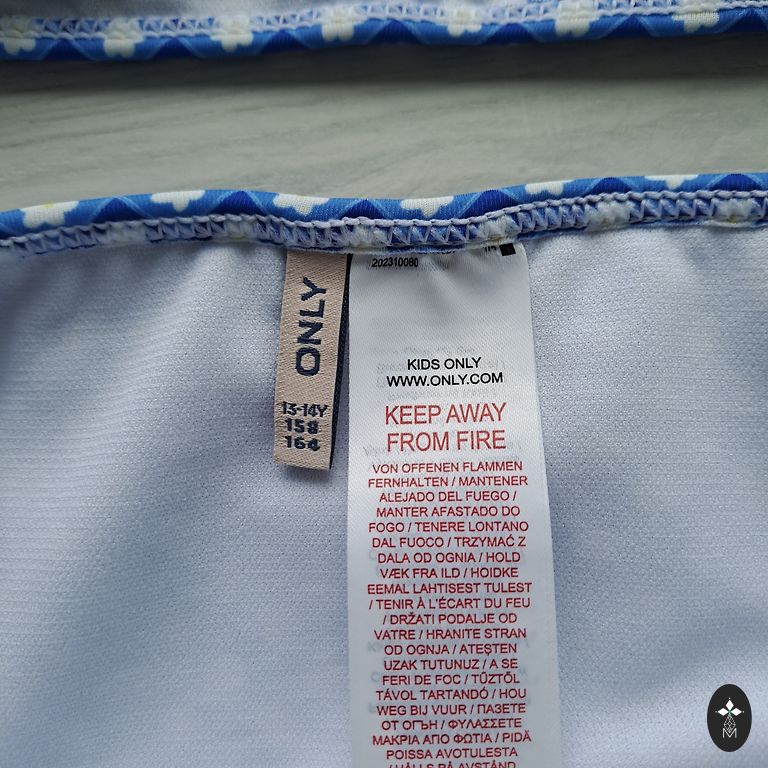 ONLY
13-14Y
158
164
202310080
KIDS ONLY
WWW.ONLY.COM
KEEP AWAY
FROM FIRE
VON OFFENEN FLAMMEN
FERNHALTEN / MANTENER
ALEJADO DEL FUEGO /
MANTER AFASTADO DO
FOGO / TENERE LONTANO
DAL FUOCO / TRZYMAĆ Z
DALA OD OGNIA / HOLD
VÆK FRA ILD / HOIDKE
EEMAL LAHTISEST TULEST
/ TENIR À L'ÉCART DU FEU
/ DRŽATI PODALJE OD
VATRE / HRANITE STRAN
OD OGNJA / ATEŞTEN
UZAK TUTUNUZ / A SE
FERI DE FOC / TŰZTŐL
TÁVOL TARTANDÓ / HOU
WEG BIJ VUUR / ПАЗЕТЕ
ОТ ОГЪН / ΦΥΛΑΣΣΕΤΕ
ΜΑΚΡΙΑ ΑΠΟ ΦΩΤΙΑ / PIDÄ
POISSA AVOTULESTA
/ HÅLLS PÅ AVSTÅND
M